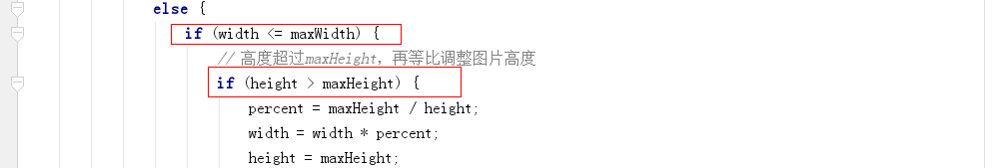 else {
if (width <= maxWidth) {
// 高度超过maxHeight，再等比调整图片高度
if (height > maxHeight) {
percent = maxHeight / height;
width = width * percent;
height = maxHeight;